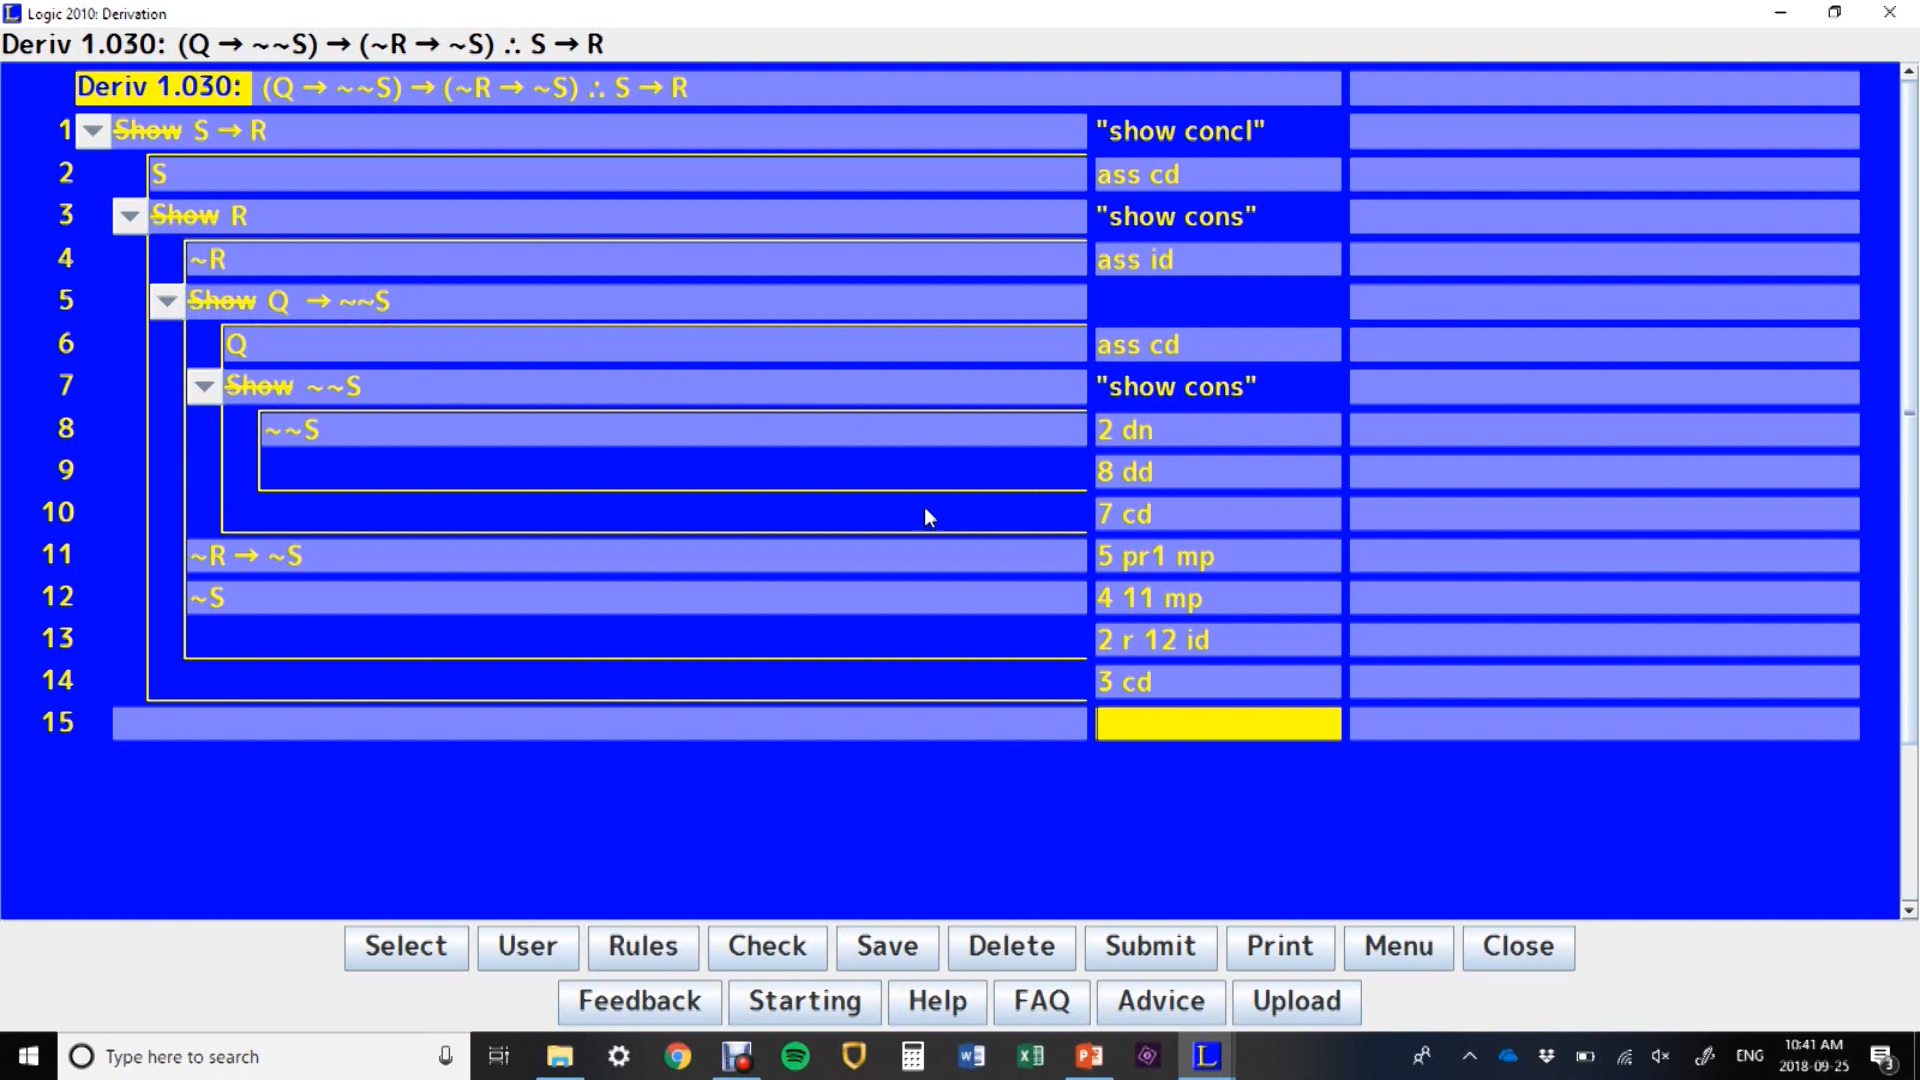 Logic 2010: Derivation
Deriv 1.030: (Q → ~~S) → (~R → ~S) ∴ S → R
Deriv 1.030: (Q → ~~S) → (~R → ~S) ∴ S → R
1 Show S → R "show concl"
2 S ass cd
3 Show R "show cons"
4 ~R ass id
5 Show Q → ~~S
6 Q ass cd
7 Show ~~S "show cons"
8 ~~S 2 dn
9 8 dd
10 7 cd
11 ~R → ~S 5 pr1 mp
12 ~S 4 11 mp
13 2 r 12 id
14 3 cd
15
Select User Rules Check Save Delete Submit Print Menu Close
Feedback Starting Help FAQ Advice Upload
Type here to search
ENG
10:41 AM
2018-09-25
3